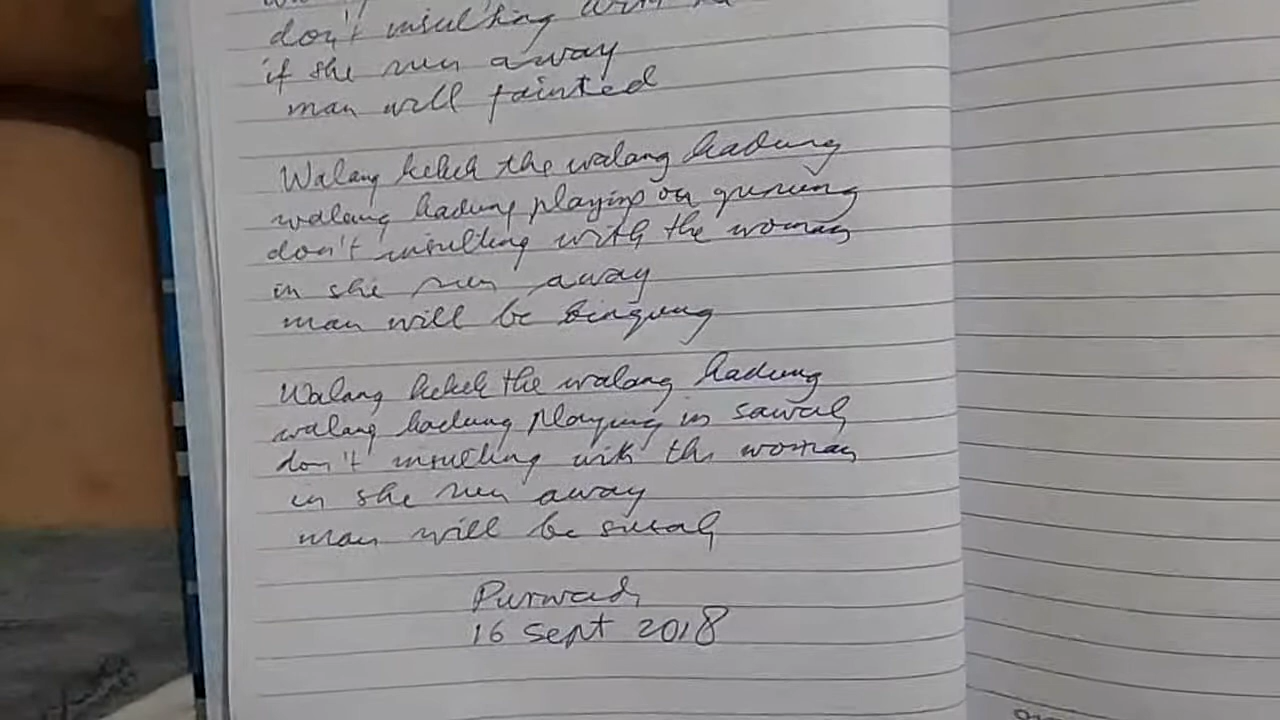 don't insulting with
if she run away
man will fainted
Walang kekek the walang kadung
walang kadung playing on gunung
don't insulting with the woman
in she run away
man will be bingung
Walang kekek the walang kadung
walang kadung playing in sawah
don't insulting with the woman
in she run away
man will be susah
Purwadi
16 Sept 2018